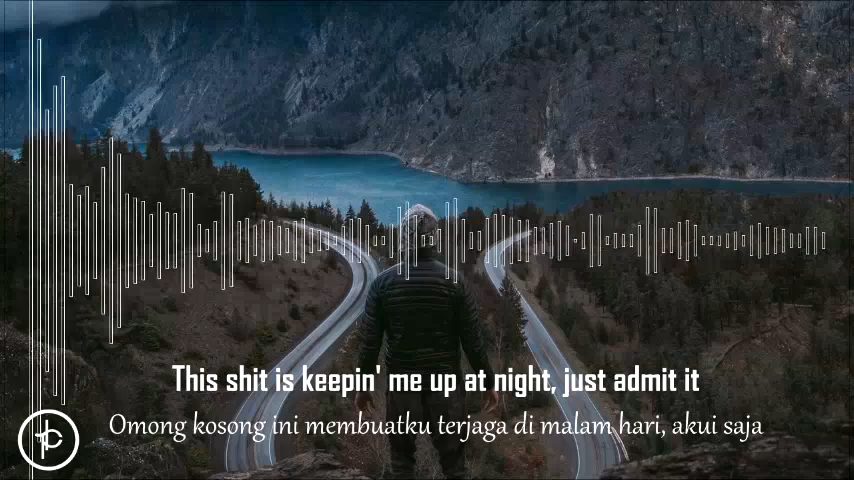 This shit is keepin' me up at night, just admit it
Omong kosong ini membuatku terjaga di malam hari, akui saja